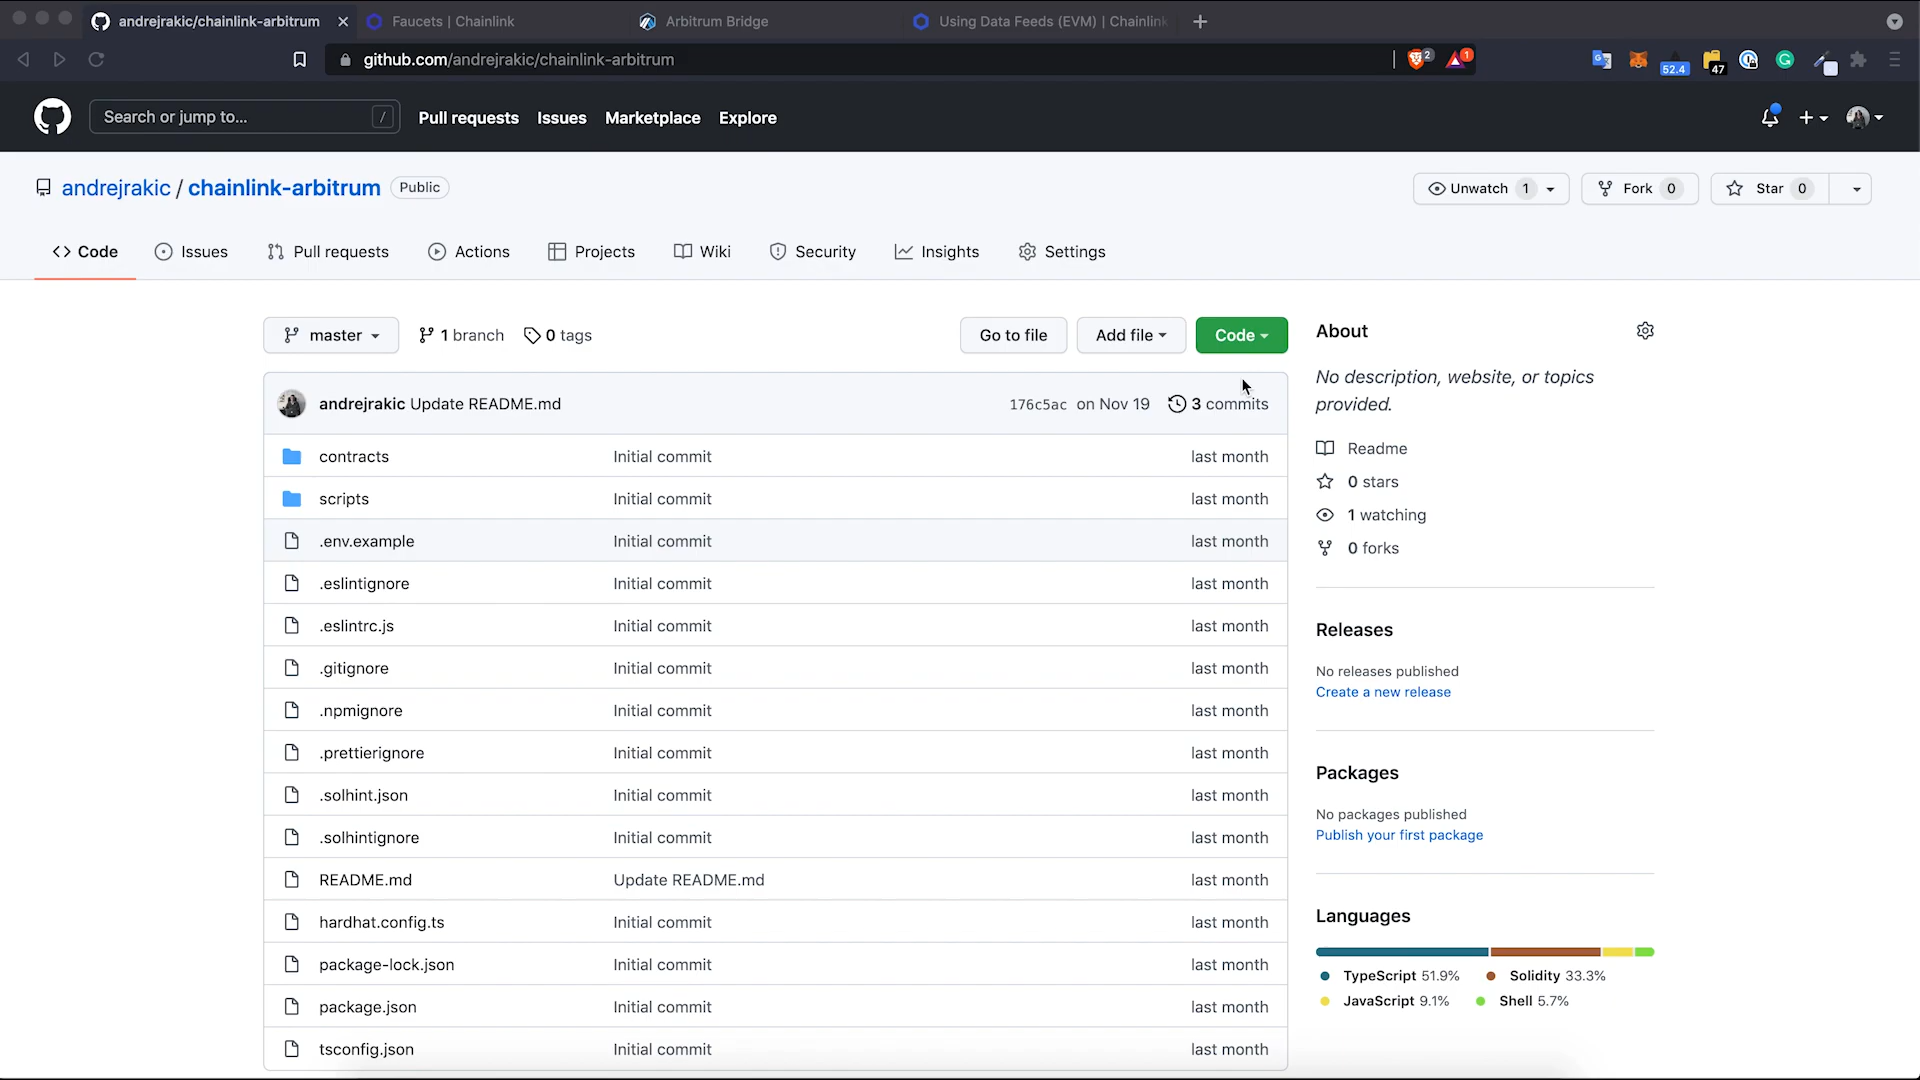 andrejrakic/chainlink-arbitrum
Faucets | Chainlink
Arbitrum Bridge
Using Data Feeds (EVM) | Chainlink
github.com/andrejrakic/chainlink-arbitrum
2
1
52.4
47
Search or jump to...
/
Pull requests
Issues
Marketplace
Explore
andrejrakic / chainlink-arbitrum
Public
Unwatch 1
Fork 0
Star 0
<> Code
Issues
Pull requests
Actions
Projects
Wiki
Security
Insights
Settings
master
1 branch
0 tags
Go to file
Add file
Code
About
No description, website, or topics
provided.
andrejrakic Update README.md
176c5ac on Nov 19
3 commits
contracts Initial commit last month
scripts Initial commit last month
.env.example Initial commit last month
.eslintignore Initial commit last month
.eslintrc.js Initial commit last month
.gitignore Initial commit last month
.npmignore Initial commit last month
.prettierignore Initial commit last month
.solhint.json Initial commit last month
.solhintignore Initial commit last month
README.md Update README.md last month
hardhat.config.ts Initial commit last month
package-lock.json Initial commit last month
package.json Initial commit last month
tsconfig.json Initial commit last month
Readme
0 stars
1 watching
0 forks
Releases
No releases published
Create a new release
Packages
No packages published
Publish your first package
Languages
TypeScript 51.9%
Solidity 33.3%
JavaScript 9.1%
Shell 5.7%